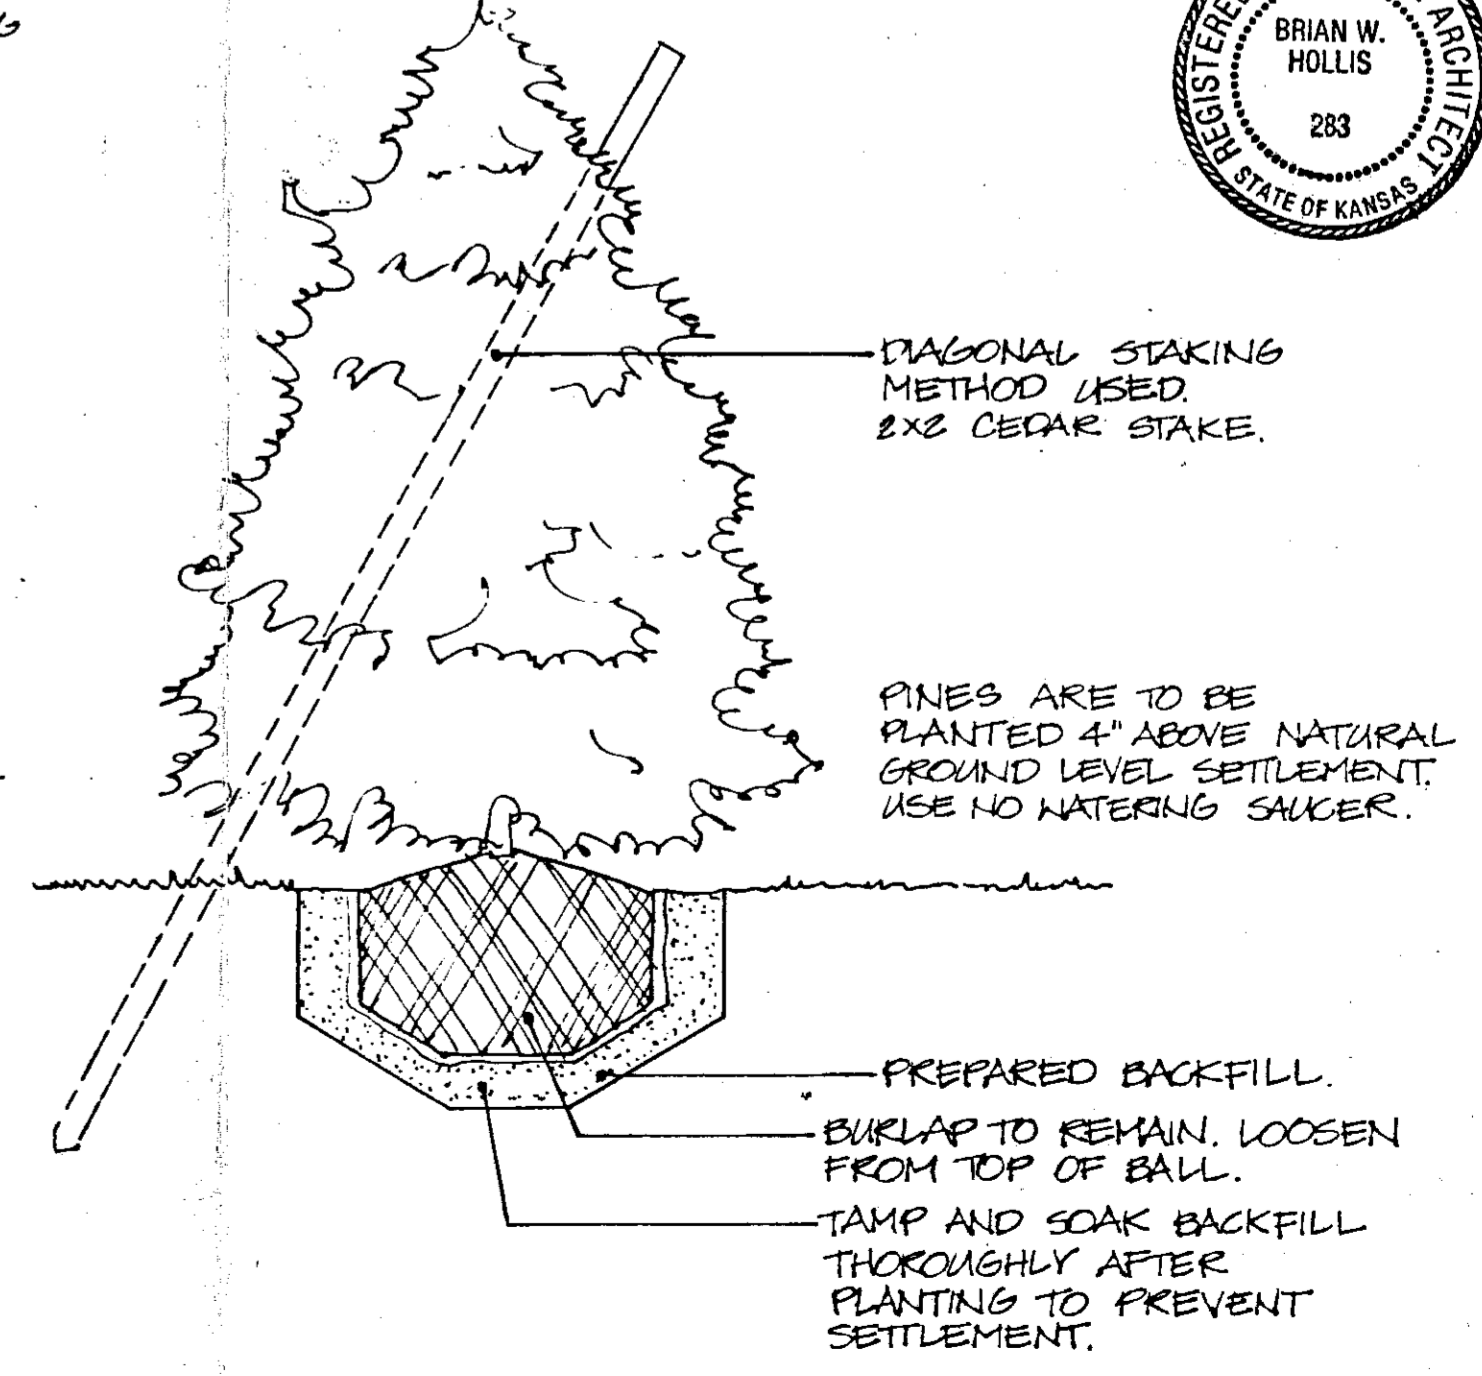 G
REGISTERED
ARCHITECT
BRIAN W.
HOLLIS
283
STATE OF KANSAS
DIAGONAL STAKING
METHOD USED.
2X2 CEDAR STAKE.
PINES ARE TO BE
PLANTED 4" ABOVE NATURAL
GROUND LEVEL SETTLEMENT.
USE NO WATERING SAUCER.
PREPARED BACKFILL.
BURLAP TO REMAIN. LOOSEN
FROM TOP OF BALL.
TAMP AND SOAK BACKFILL
THOROUGHLY AFTER
PLANTING TO PREVENT
SETTLEMENT.